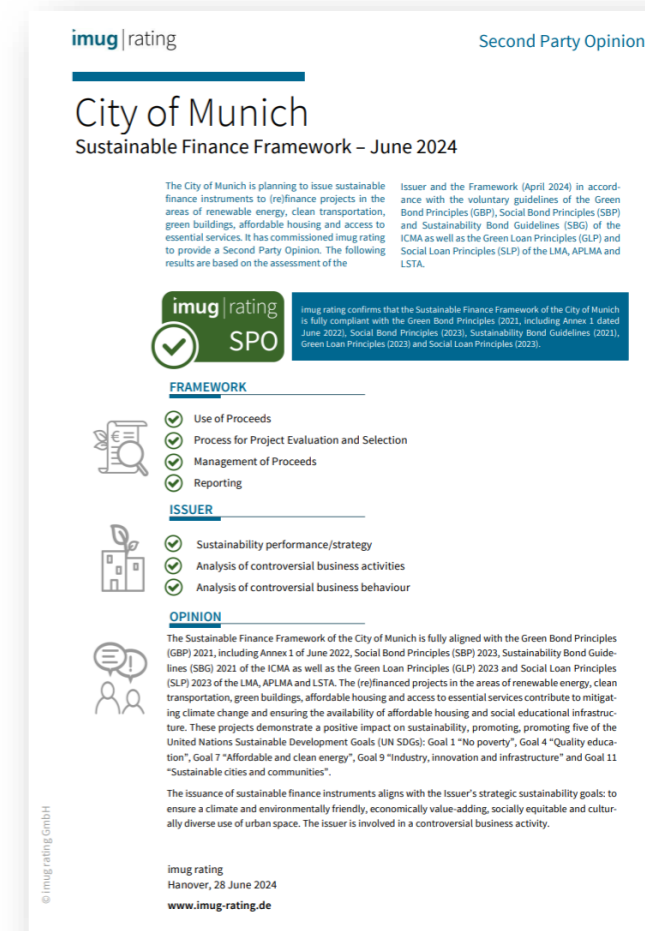 imug|rating
Second Party Opinion
City of Munich
Sustainable Finance Framework – June 2024
The City of Munich is planning to issue sustainable
finance instruments to (re)finance projects in the
areas of renewable energy, clean transportation,
green buildings, affordable housing and access to
essential services. It has commissioned imug rating
to provide a Second Party Opinion. The following
results are based on the assessment of the
Issuer and the Framework (April 2024) in accord-
ance with the voluntary guidelines of the Green
Bond Principles (GBP), Social Bond Principles (SBP)
and Sustainability Bond Guidelines (SBG) of the
ICMA as well as the Green Loan Principles (GLP) and
Social Loan Principles (SLP) of the LMA, APLMA and
LSTA.
imug|rating
SPO
imug rating confirms that the Sustainable Finance Framework of the City of Munich
is fully compliant with the Green Bond Principles (2021, including Annex 1 dated
June 2022), Social Bond Principles (2023), Sustainability Bond Guidelines (2021),
Green Loan Principles (2023) and Social Loan Principles (2023).
FRAMEWORK
Use of Proceeds
Process for Project Evaluation and Selection
Management of Proceeds
Reporting
ISSUER
Sustainability performance/strategy
Analysis of controversial business activities
Analysis of controversial business behaviour
OPINION
The Sustainable Finance Framework of the City of Munich is fully aligned with the Green Bond Principles
(GBP) 2021, including Annex 1 of June 2022, Social Bond Principles (SBP) 2023, Sustainability Bond Guide-
lines (SBG) 2021 of the ICMA as well as the Green Loan Principles (GLP) 2023 and Social Loan Principles
(SLP) 2023 of the LMA, APLMA and LSTA. The (re)financed projects in the areas of renewable energy, clean
transportation, green buildings, affordable housing and access to essential services contribute to mitigat-
ing climate change and ensuring the availability of affordable housing and social educational infrastruc-
ture. These projects demonstrate a positive impact on sustainability, promoting, promoting five of the
United Nations Sustainable Development Goals (UN SDGs): Goal 1 “No poverty”, Goal 4 “Quality educa-
tion”, Goal 7 “Affordable and clean energy”, Goal 9 “Industry, innovation and infrastructure” and Goal 11
“Sustainable cities and communities”.
The issuance of sustainable finance instruments aligns with the Issuer's strategic sustainability goals: to
ensure a climate and environmentally friendly, economically value-adding, socially equitable and cultur-
ally diverse use of urban space. The issuer is involved in a controversial business activity.
imug rating
Hanover, 28 June 2024
www.imug-rating.de
© imug rating GmbH